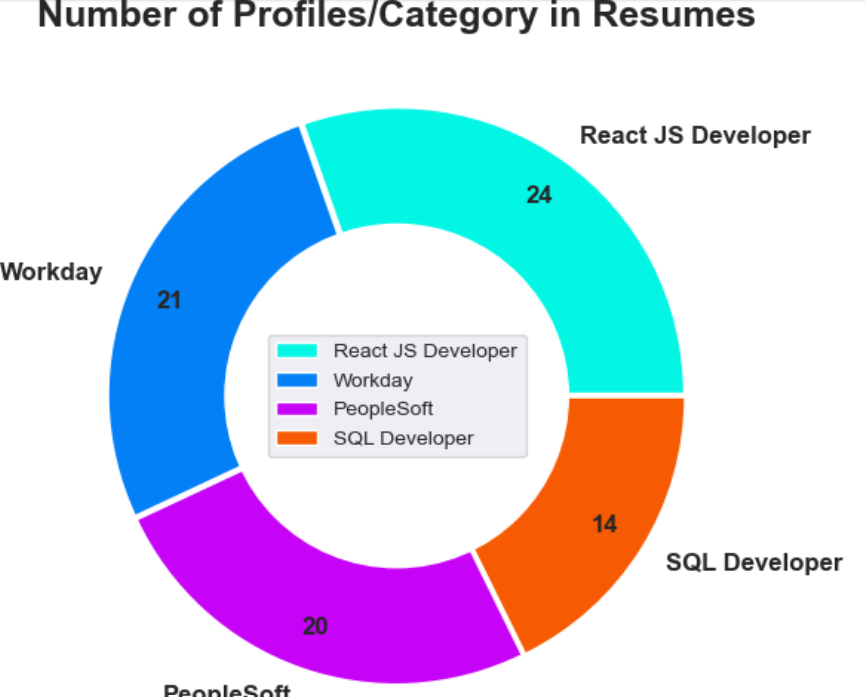 Number of Profiles/Category in Resumes
React JS Developer
24
Workday
21
React JS Developer
Workday
PeopleSoft
SQL Developer
14
SQL Developer
20
PeopleSoft